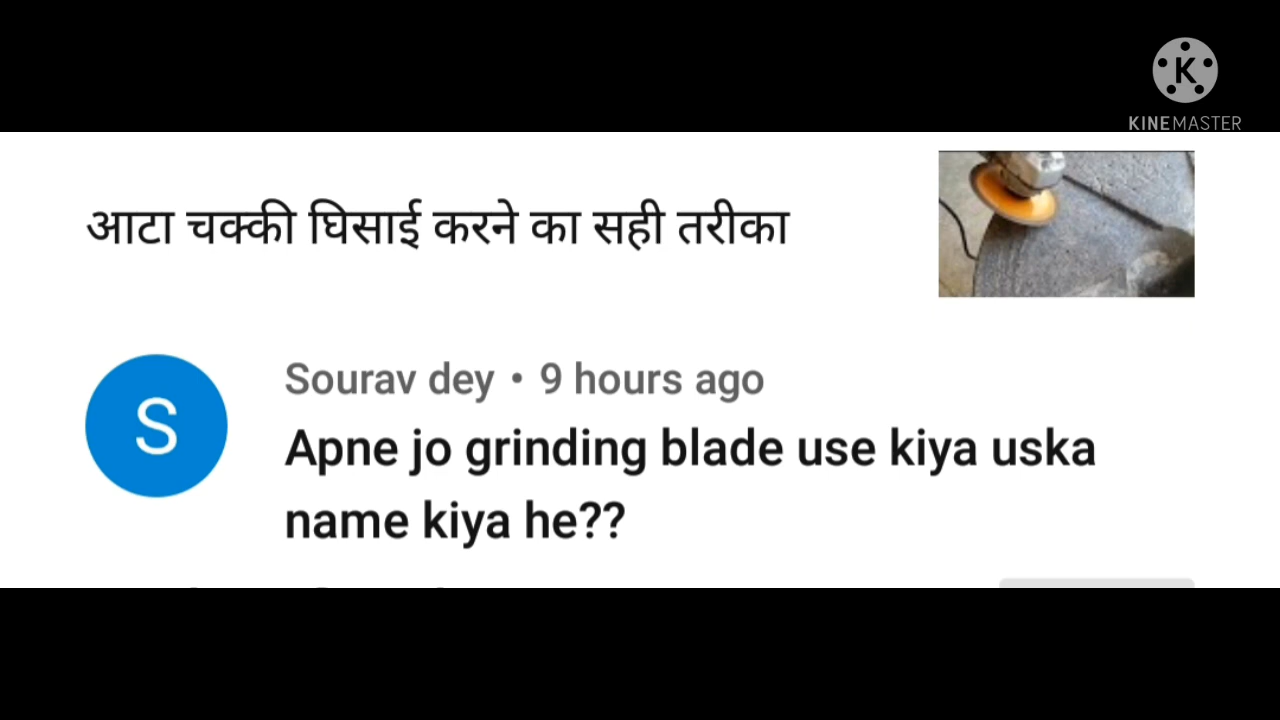 KINEMASTER
आटा चक्की घिसाई करने का सही तरीका
S
Sourav dey • 9 hours ago
Apne jo grinding blade use kiya uska
name kiya he??